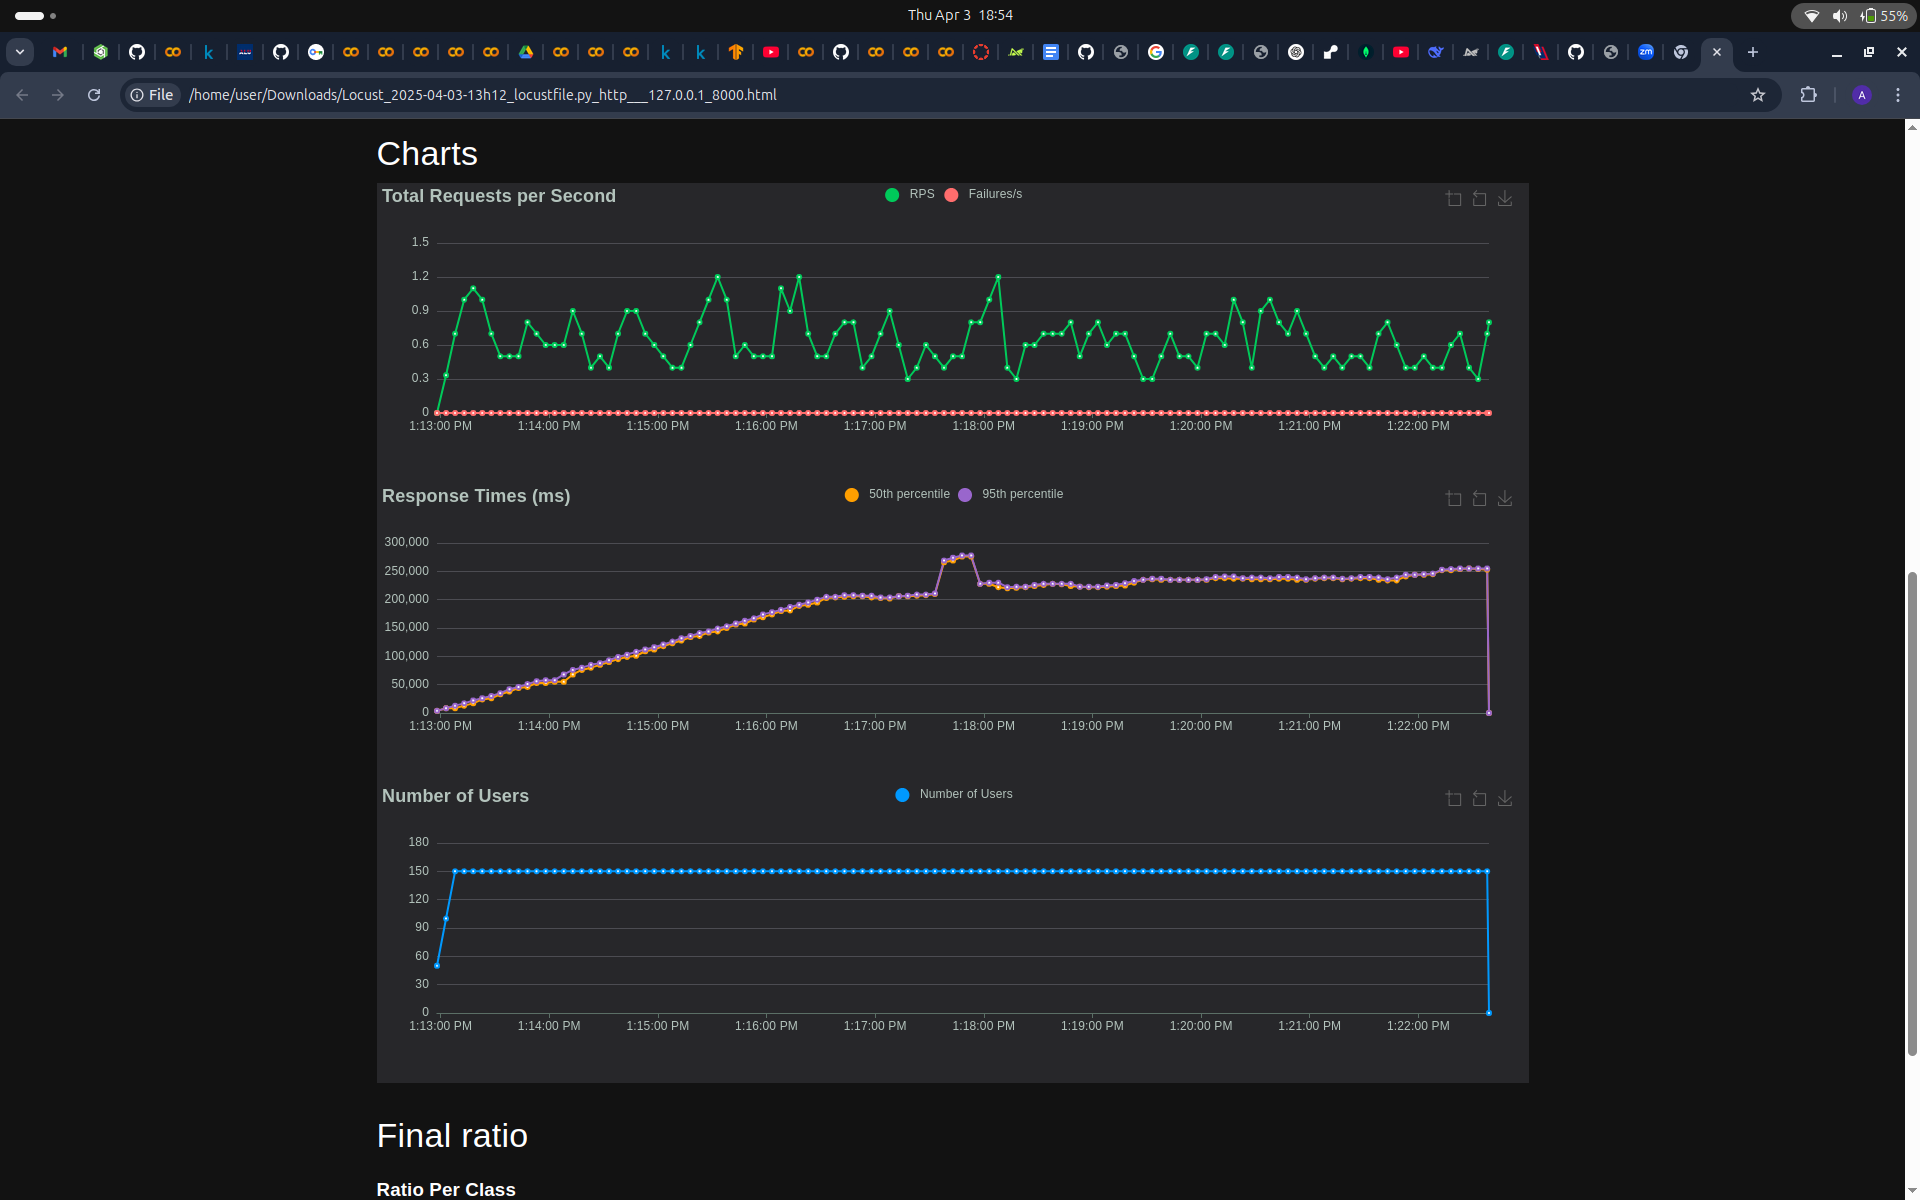 Thu Apr 3 18:54
55%
File
/home/user/Downloads/Locust_2025-04-03-13h12_locustfile.py_http___127.0.0.1_8000.html
A
Charts
Total Requests per Second
RPS
Failures/s
1.5
1.2
0.9
0.6
0.3
0
1:13:00 PM 1:14:00 PM 1:15:00 PM 1:16:00 PM 1:17:00 PM 1:18:00 PM 1:19:00 PM 1:20:00 PM 1:21:00 PM 1:22:00 PM
Response Times (ms)
50th percentile
95th percentile
300,000
250,000
200,000
150,000
100,000
50,000
0
1:13:00 PM 1:14:00 PM 1:15:00 PM 1:16:00 PM 1:17:00 PM 1:18:00 PM 1:19:00 PM 1:20:00 PM 1:21:00 PM 1:22:00 PM
Number of Users
Number of Users
180
150
120
90
60
30
0
1:13:00 PM 1:14:00 PM 1:15:00 PM 1:16:00 PM 1:17:00 PM 1:18:00 PM 1:19:00 PM 1:20:00 PM 1:21:00 PM 1:22:00 PM
Final ratio
Ratio Per Class